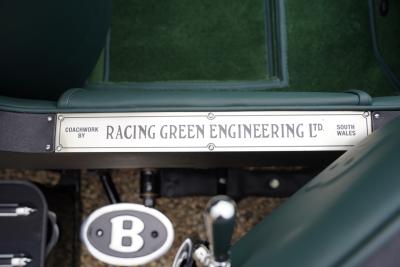 COACHWORK BY
RACING GREEN ENGINEERING LTD.
SOUTH WALES
B